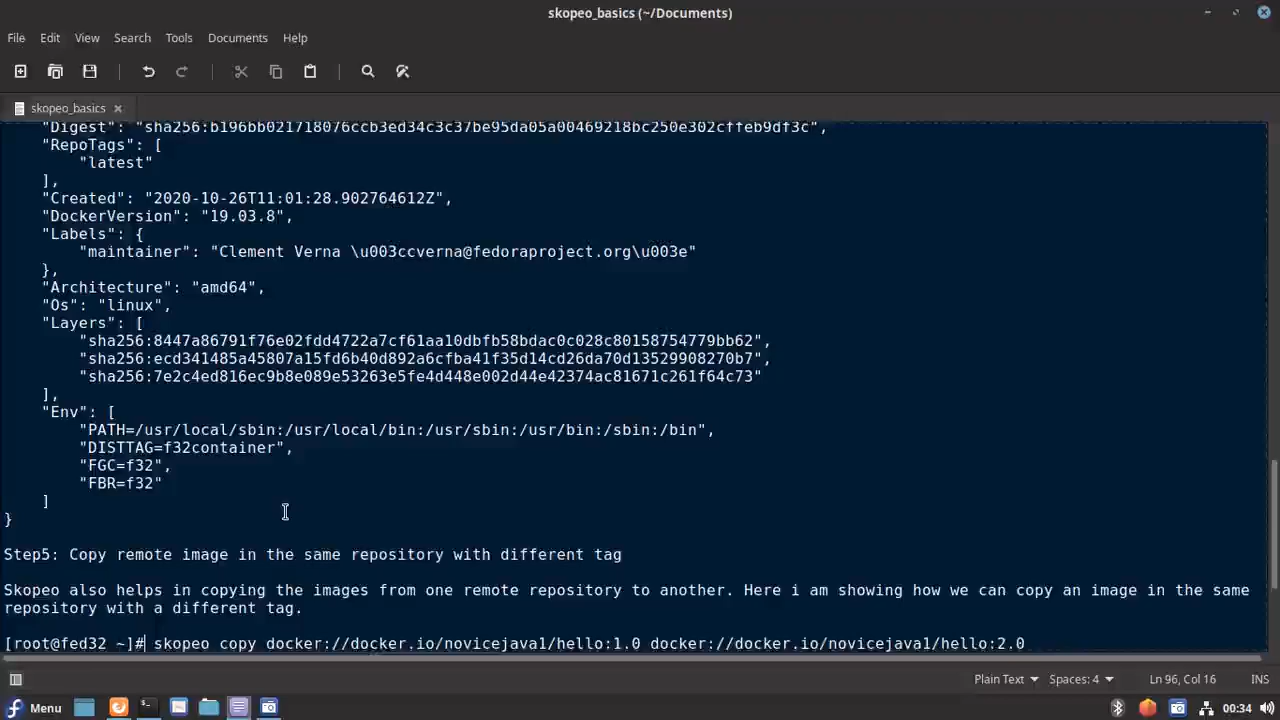 skopeo_basics (~/Documents)
File Edit View Search Tools Documents Help
skopeo_basics
"Digest": "sha256:b196bb021718076ccb3ed34c3c37be95da05a00469218bc250e302cffeb9df3c",
"RepoTags": [
"latest"
],
"Created": "2020-10-26T11:01:28.902764612Z",
"DockerVersion": "19.03.8",
"Labels": {
"maintainer": "Clement Verna \u003ccverna@fedoraproject.org\u003e"
},
"Architecture": "amd64",
"Os": "linux",
"Layers": [
"sha256:8447a86791f76e02fdd4722a7cf61aa10dbfb58bdac0c028c80158754779bb62",
"sha256:ecd341485a45807a15fd6b40d892a6cfba41f35d14cd26da70d13529908270b7",
"sha256:7e2c4ed816ec9b8e089e53263e5fe4d448e002d44e42374ac81671c261f64c73"
],
"Env": [
"PATH=/usr/local/sbin:/usr/local/bin:/usr/sbin:/usr/bin:/sbin:/bin",
"DISTTAG=f32container",
"FGC=f32",
"FBR=f32"
]
}
Step5: Copy remote image in the same repository with different tag
Skopeo also helps in copying the images from one remote repository to another. Here i am showing how we can copy an image in the same
repository with a different tag.
[root@fed32 ~]# skopeo copy docker://docker.io/novicejava1/hello:1.0 docker://docker.io/novicejava1/hello:2.0
Plain Text Spaces: 4 Ln 96, Col 16 INS
Menu 00:34